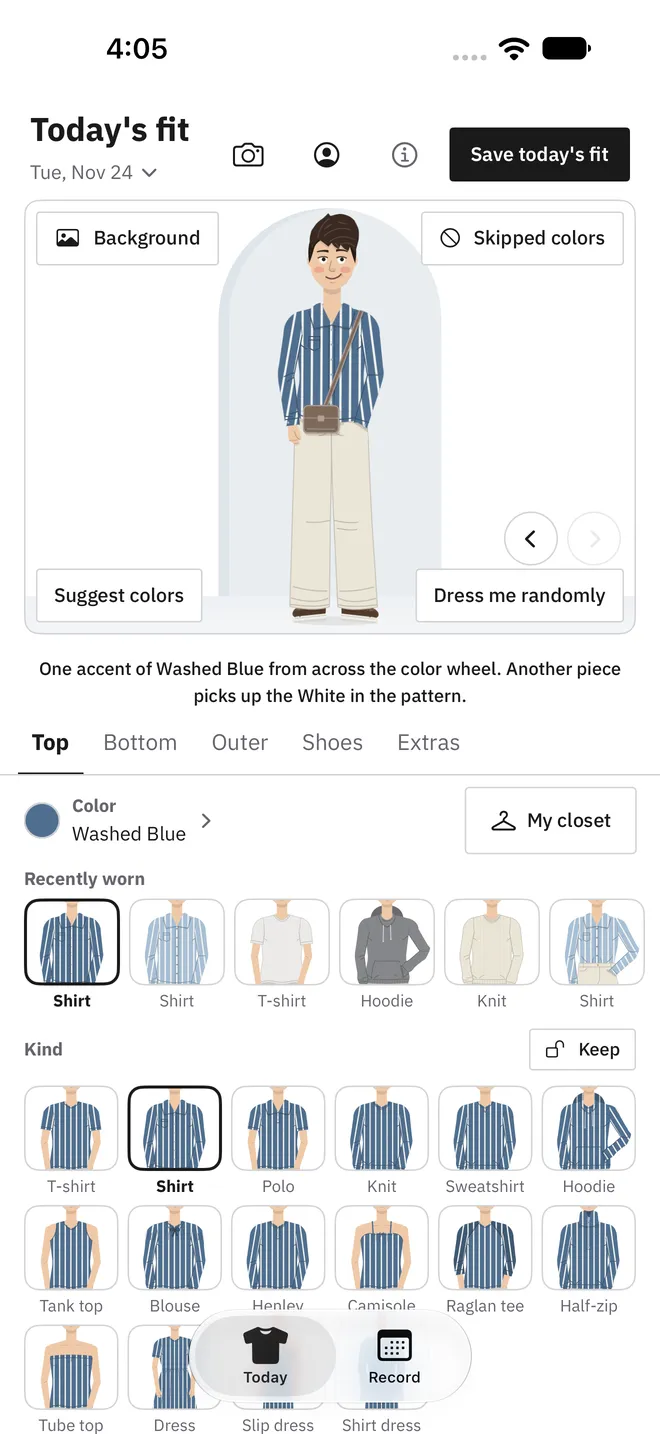 4:05
Today's fit
Tue, Nov 24
Save today's fit
Background
Skipped colors
Suggest colors
Dress me randomly
One accent of Washed Blue from across the color wheel. Another piece
picks up the White in the pattern.
Top Bottom Outer Shoes Extras
Color
Washed Blue
My closet
Recently worn
Shirt Shirt T-shirt Hoodie Knit Shirt
Kind
Keep
T-shirt Shirt Polo Knit Sweatshirt Hoodie
Tank top Blouse Henley Camisole Raglan tee Half-zip
Today Record
Tube top Dress Slip dress Shirt dress